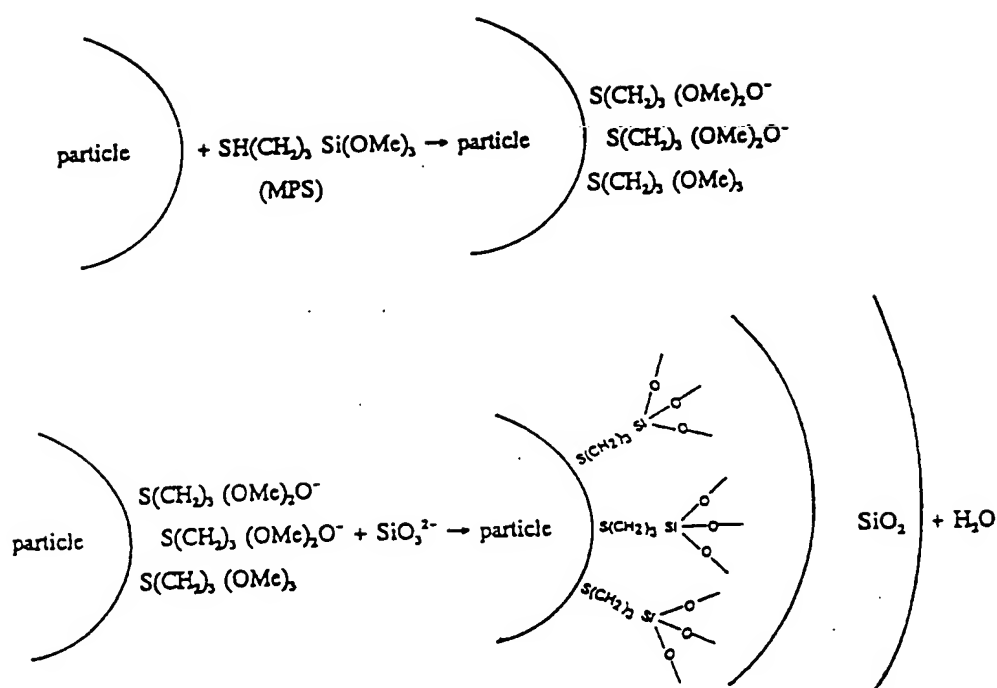 particle + SH(CH₂)₃ Si(OMe)₃ → particle
(MPS)
S(CH₂)₃ (OMe)₂O⁻
S(CH₂)₃ (OMe)₂O⁻
S(CH₂)₃ (OMe)₃
particle
S(CH₂)₃ (OMe)₂O⁻
S(CH₂)₃ (OMe)₂O⁻ + SiO₃²⁻ → particle
S(CH₂)₃ (OMe)₃
S(CH₂)₃ Si O O O
S(CH₂)₃ Si O O O
S(CH₂)₃ Si O O O
SiO₂ + H₂O